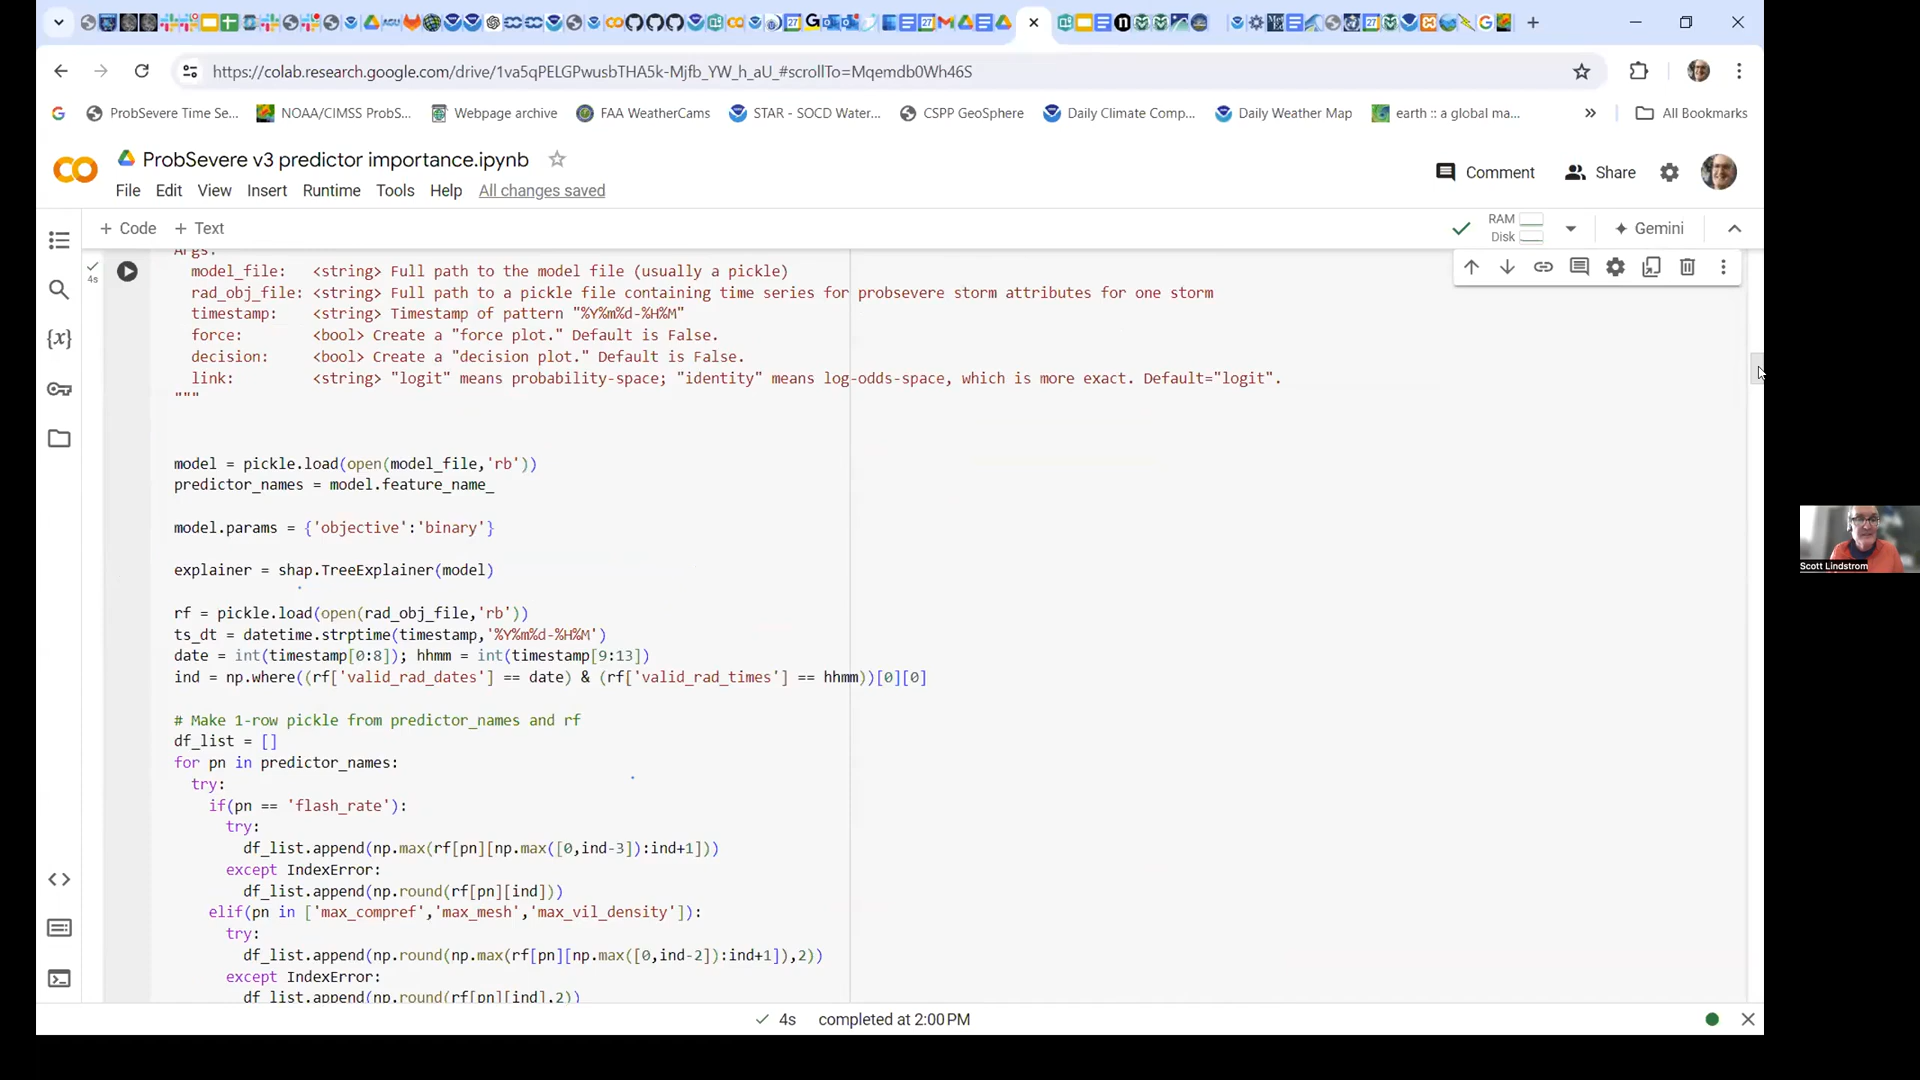 https://colab.research.google.com/drive/1va5qPELGPwusbTHA5k-Mjfb_YW_h_aU_#scrollTo=Mqemdb0Wh46S
ProbSevere Time Se... NOAA/CIMSS ProbS... Webpage archive FAA WeatherCams STAR - SOCD Water... CSPP GeoSphere Daily Climate Comp... Daily Weather Map earth :: a global ma... » All Bookmarks
ProbSevere v3 predictor importance.ipynb
Comment Share
File Edit View Insert Runtime Tools Help All changes saved
+ Code + Text
RAM
Disk
Gemini
Args:
4s
model_file: <string> Full path to the model file (usually a pickle)
rad_obj_file: <string> Full path to a pickle file containing time series for probsevere storm attributes for one storm
timestamp: <string> Timestamp of pattern "%Y%m%d-%H%M"
force: <bool> Create a "force plot." Default is False.
decision: <bool> Create a "decision plot." Default is False.
link: <string> "logit" means probability-space; "identity" means log-odds-space, which is more exact. Default="logit".
"""
model = pickle.load(open(model_file,'rb'))
predictor_names = model.feature_name_
model.params = {'objective':'binary'}
explainer = shap.TreeExplainer(model)
rf = pickle.load(open(rad_obj_file,'rb'))
ts_dt = datetime.strptime(timestamp,'%Y%m%d-%H%M')
date = int(timestamp[0:8]); hhmm = int(timestamp[9:13])
ind = np.where((rf['valid_rad_dates'] == date) & (rf['valid_rad_times'] == hhmm))[0][0]
# Make 1-row pickle from predictor_names and rf
df_list = []
for pn in predictor_names:
try:
if(pn == 'flash_rate'):
try:
df_list.append(np.max(rf[pn][np.max([0,ind-3]):ind+1]))
except IndexError:
df_list.append(np.round(rf[pn][ind]))
elif(pn in ['max_compref','max_mesh','max_vil_density']):
try:
df_list.append(np.round(np.max(rf[pn][np.max([0,ind-2]):ind+1]),2))
except IndexError:
df_list.append(np.round(rf[pn][ind],2))
4s completed at 2:00 PM
Scott Lindstrom